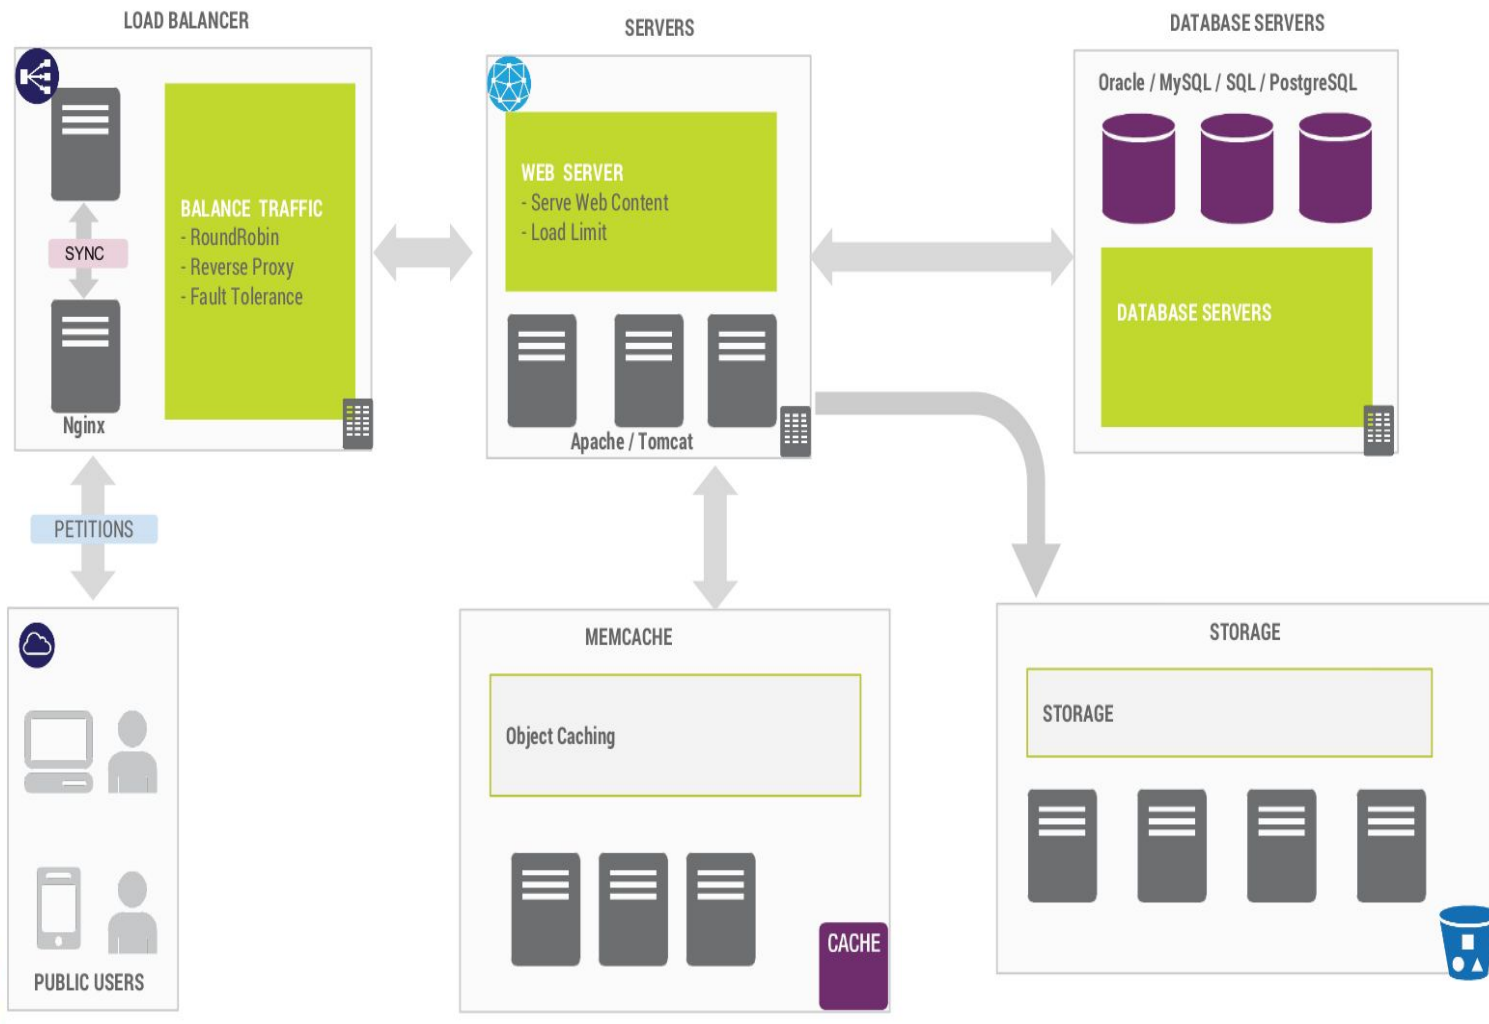 LOAD BALANCER
SERVERS
DATABASE SERVERS
Oracle / MySQL / SQL / PostgreSQL
BALANCE TRAFFIC
- RoundRobin
- Reverse Proxy
- Fault Tolerance
SYNC
Nginx
WEB SERVER
- Serve Web Content
- Load Limit
Apache / Tomcat
DATABASE SERVERS
PETITIONS
PUBLIC USERS
MEMCACHE
Object Caching
CACHE
STORAGE
STORAGE